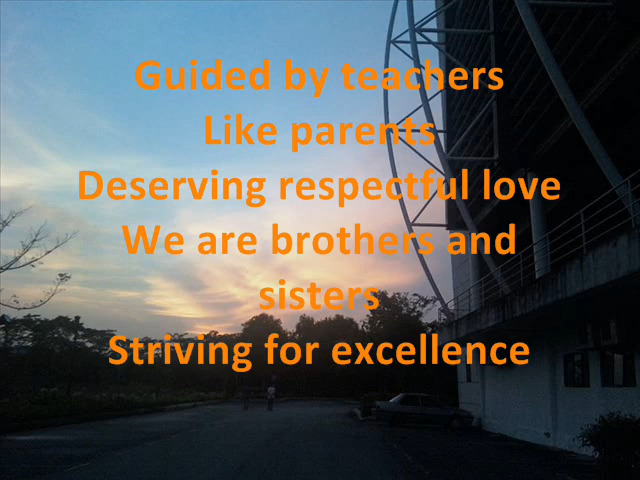 Guided by teachers
Like parents
Deserving respectful love
We are brothers and
sisters
Striving for excellence